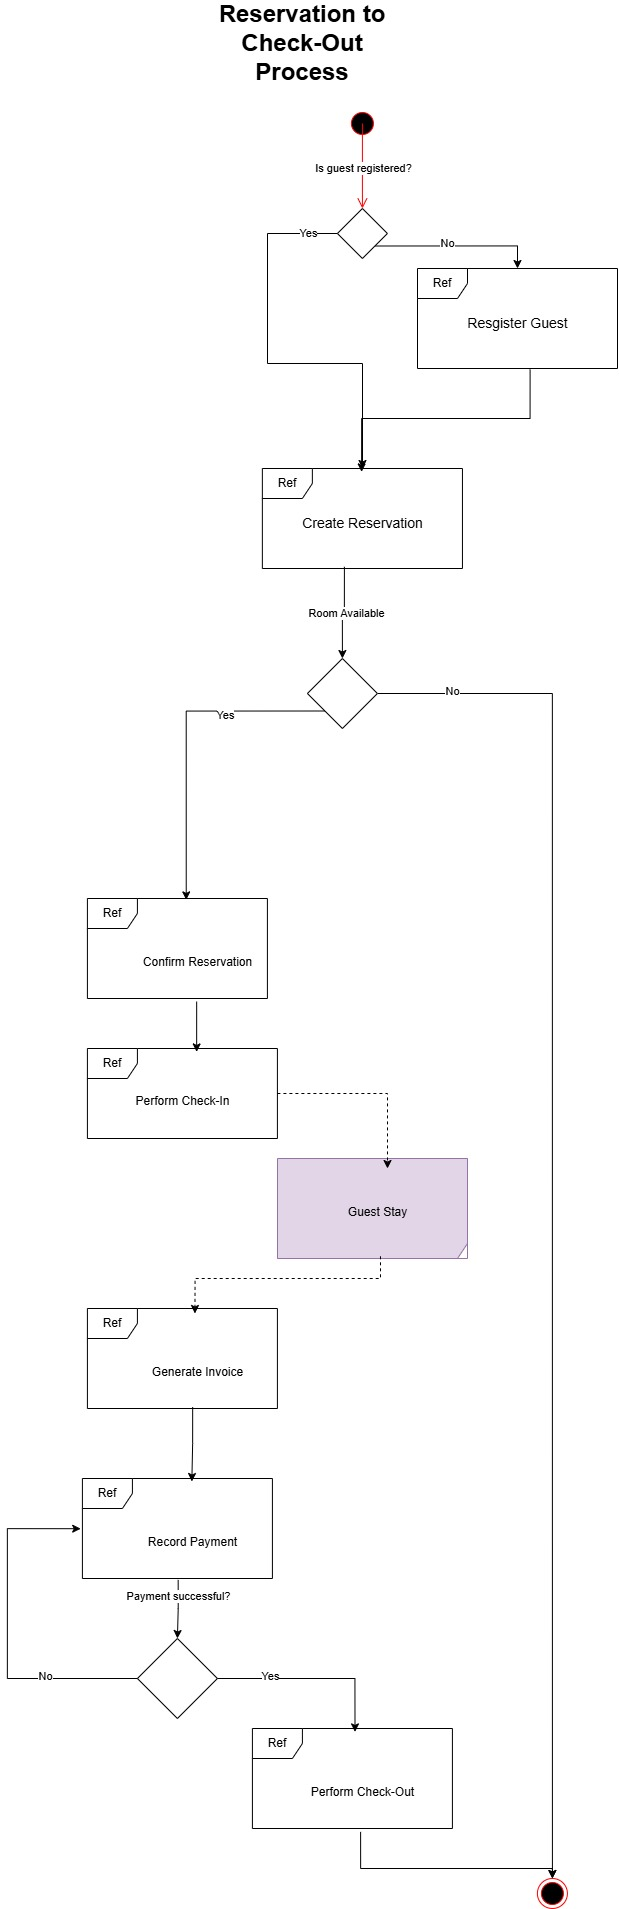 Reservation to
Check-Out
Process
Is guest registered?
Yes
No
Ref
Resgister Guest
Ref
Create Reservation
Room Available
No
Yes
Ref
Confirm Reservation
Ref
Perform Check-In
Guest Stay
Ref
Generate Invoice
Ref
Record Payment
Payment successful?
No
Yes
Ref
Perform Check-Out